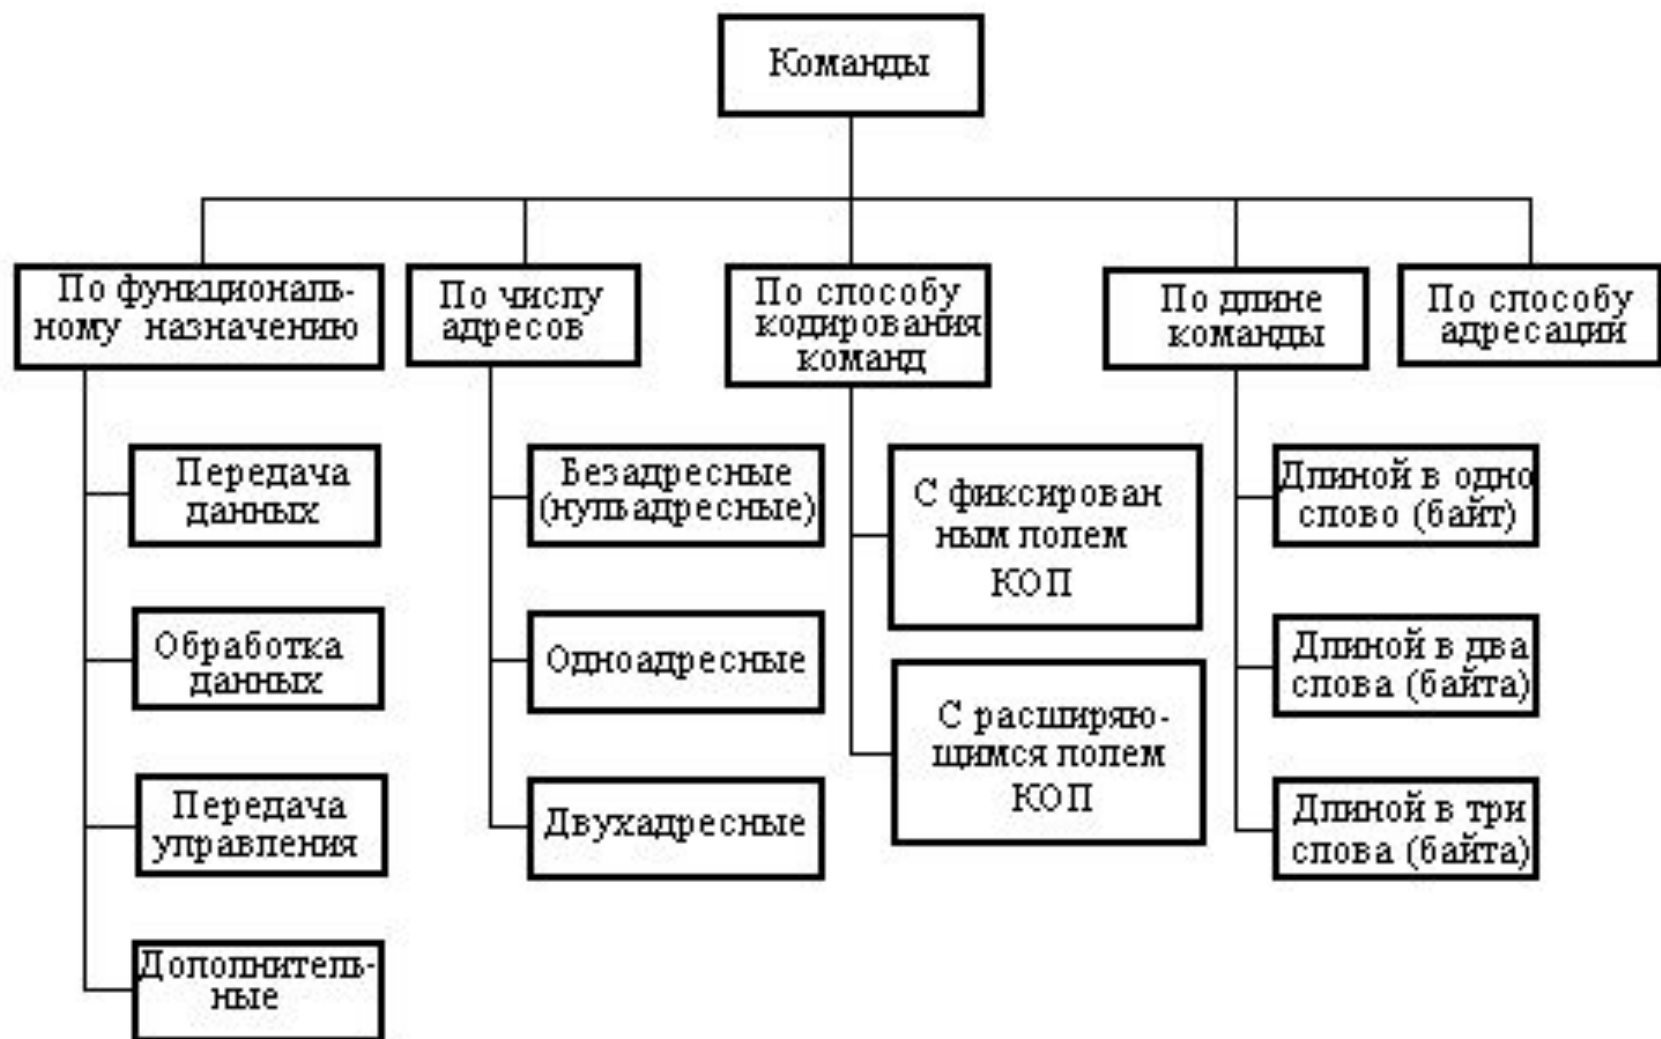 Команды
По функциональ-
ному назначению
По числу
адресов
По способу
кодирования
команд
По длине
команды
По способу
адресации
Передача
данных
Обработка
данных
Передача
управления
Дополнитель-
ные
Безадресные
(нульадресные)
Одноадресные
Двухадресные
С фиксирован
ным полем
КОП
С расширяю-
щимся полем
КОП
Длиной в одно
слово (байт)
Длиной в два
слова (байта)
Длиной в три
слова (байта)